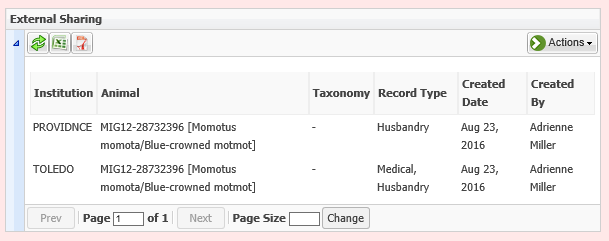 External Sharing
Actions
Institution Animal Taxonomy Record Type Created Date Created By
PROVIDNCE MIG12-28732396 [Momotus momota/Blue-crowned motmot] - Husbandry Aug 23, 2016 Adrienne Miller
TOLEDO MIG12-28732396 [Momotus momota/Blue-crowned motmot] - Medical, Husbandry Aug 23, 2016 Adrienne Miller
Prev Page 1 of 1 Next Page Size Change